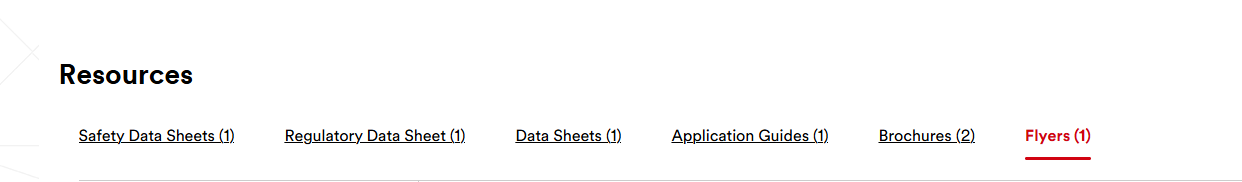 Resources
Safety Data Sheets (1) Regulatory Data Sheet (1) Data Sheets (1) Application Guides (1) Brochures (2) Flyers (1)